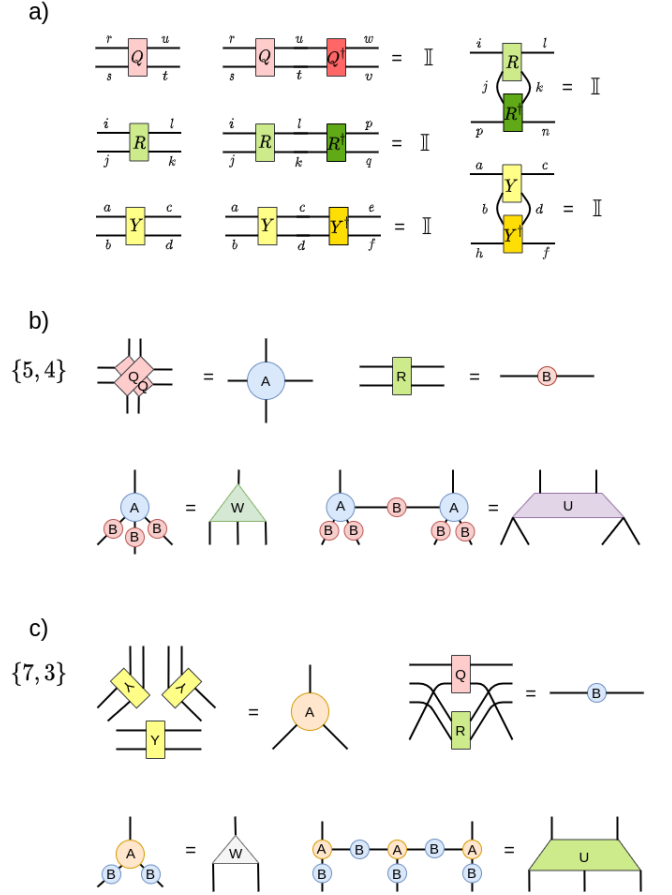 a)
r u r u w
Q Q Q† = 𝕀
s t s t v
i l
R
j k = 𝕀
R†
p n
i l i l p
R R R† = 𝕀
j k j k q
a c
Y
b d = 𝕀
Y†
h f
a c a c e
Y Y Y† = 𝕀
b d b d f
b)
{5, 4}
Q Q = A
R = B
A B B B = W
A B A B B B B = U
c)
{7, 3}
Y Y Y = A
Q R = B
A B B = W
A B A B A B B B = U